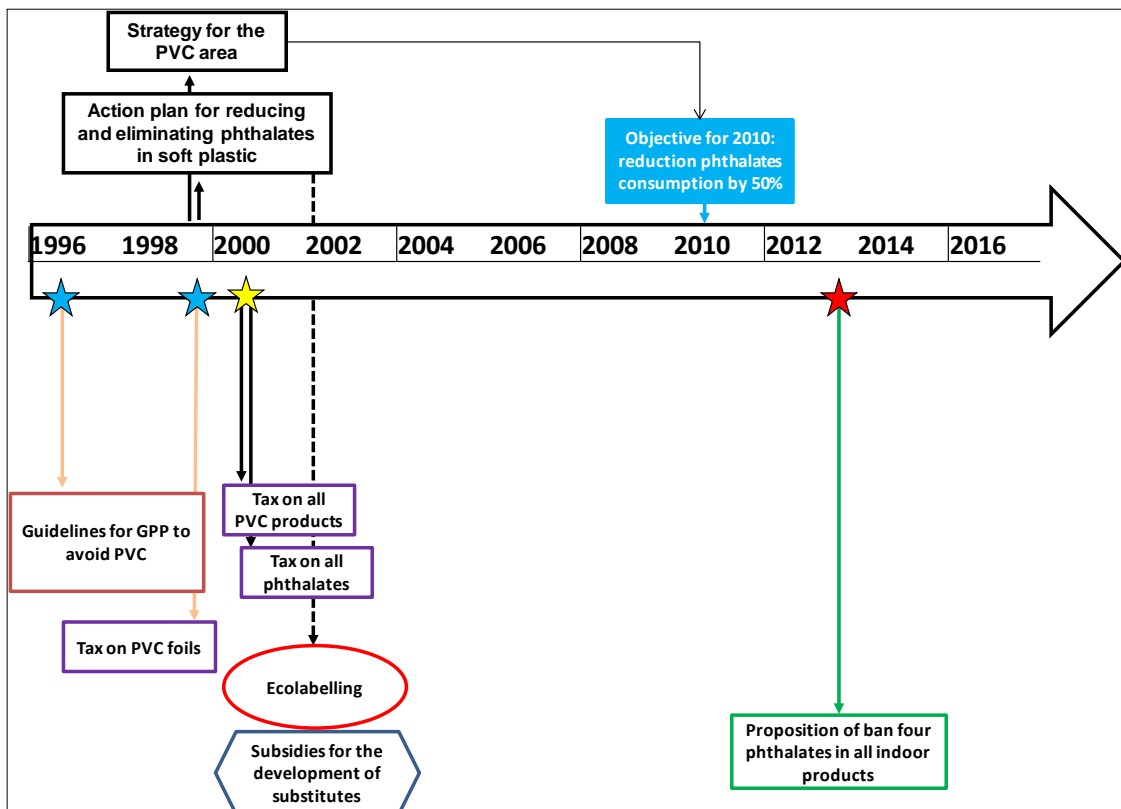 Strategy for the
PVC area
Action plan for reducing
and eliminating phthalates
in soft plastic
Objective for 2010:
reduction phthalates
consumption by 50%
1996 1998 2000 2002 2004 2006 2008 2010 2012 2014 2016
Guidelines for GPP to
avoid PVC
Tax on PVC foils
Tax on all
PVC products
Tax on all
phthalates
Ecolabelling
Subsidies for the
development of
substitutes
Proposition of ban four
phthalates in all indoor
products